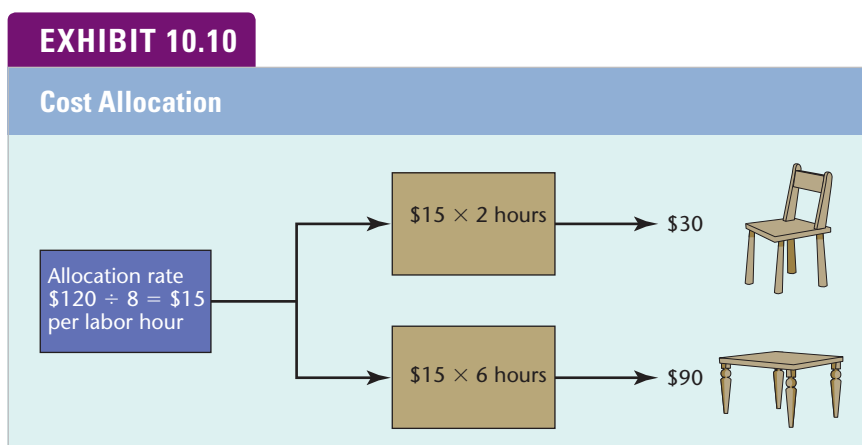 EXHIBIT 10.10
Cost Allocation
Allocation rate
$120 ÷ 8 = $15
per labor hour
$15 × 2 hours
$30
$15 × 6 hours
$90